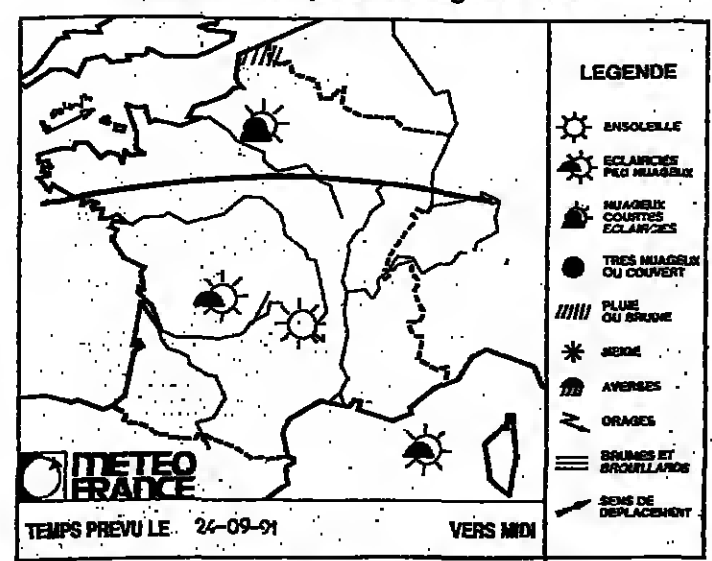 LEGENDE
ENSOLEILLE
ECLAIRCIES
PEU NUAGEUX
NUAGEUX
COURTES
ECLAIRCIES
TRES NUAGEUX
OU COUVERT
PLUIE
OU BRUINE
NEIGE
AVERSES
ORAGES
BRUMES ET
BROUILLARDS
SENS DE
DEPLACEMENT
METEO
FRANCE
TEMPS PREVU LE 24-09-91 VERS MIDI